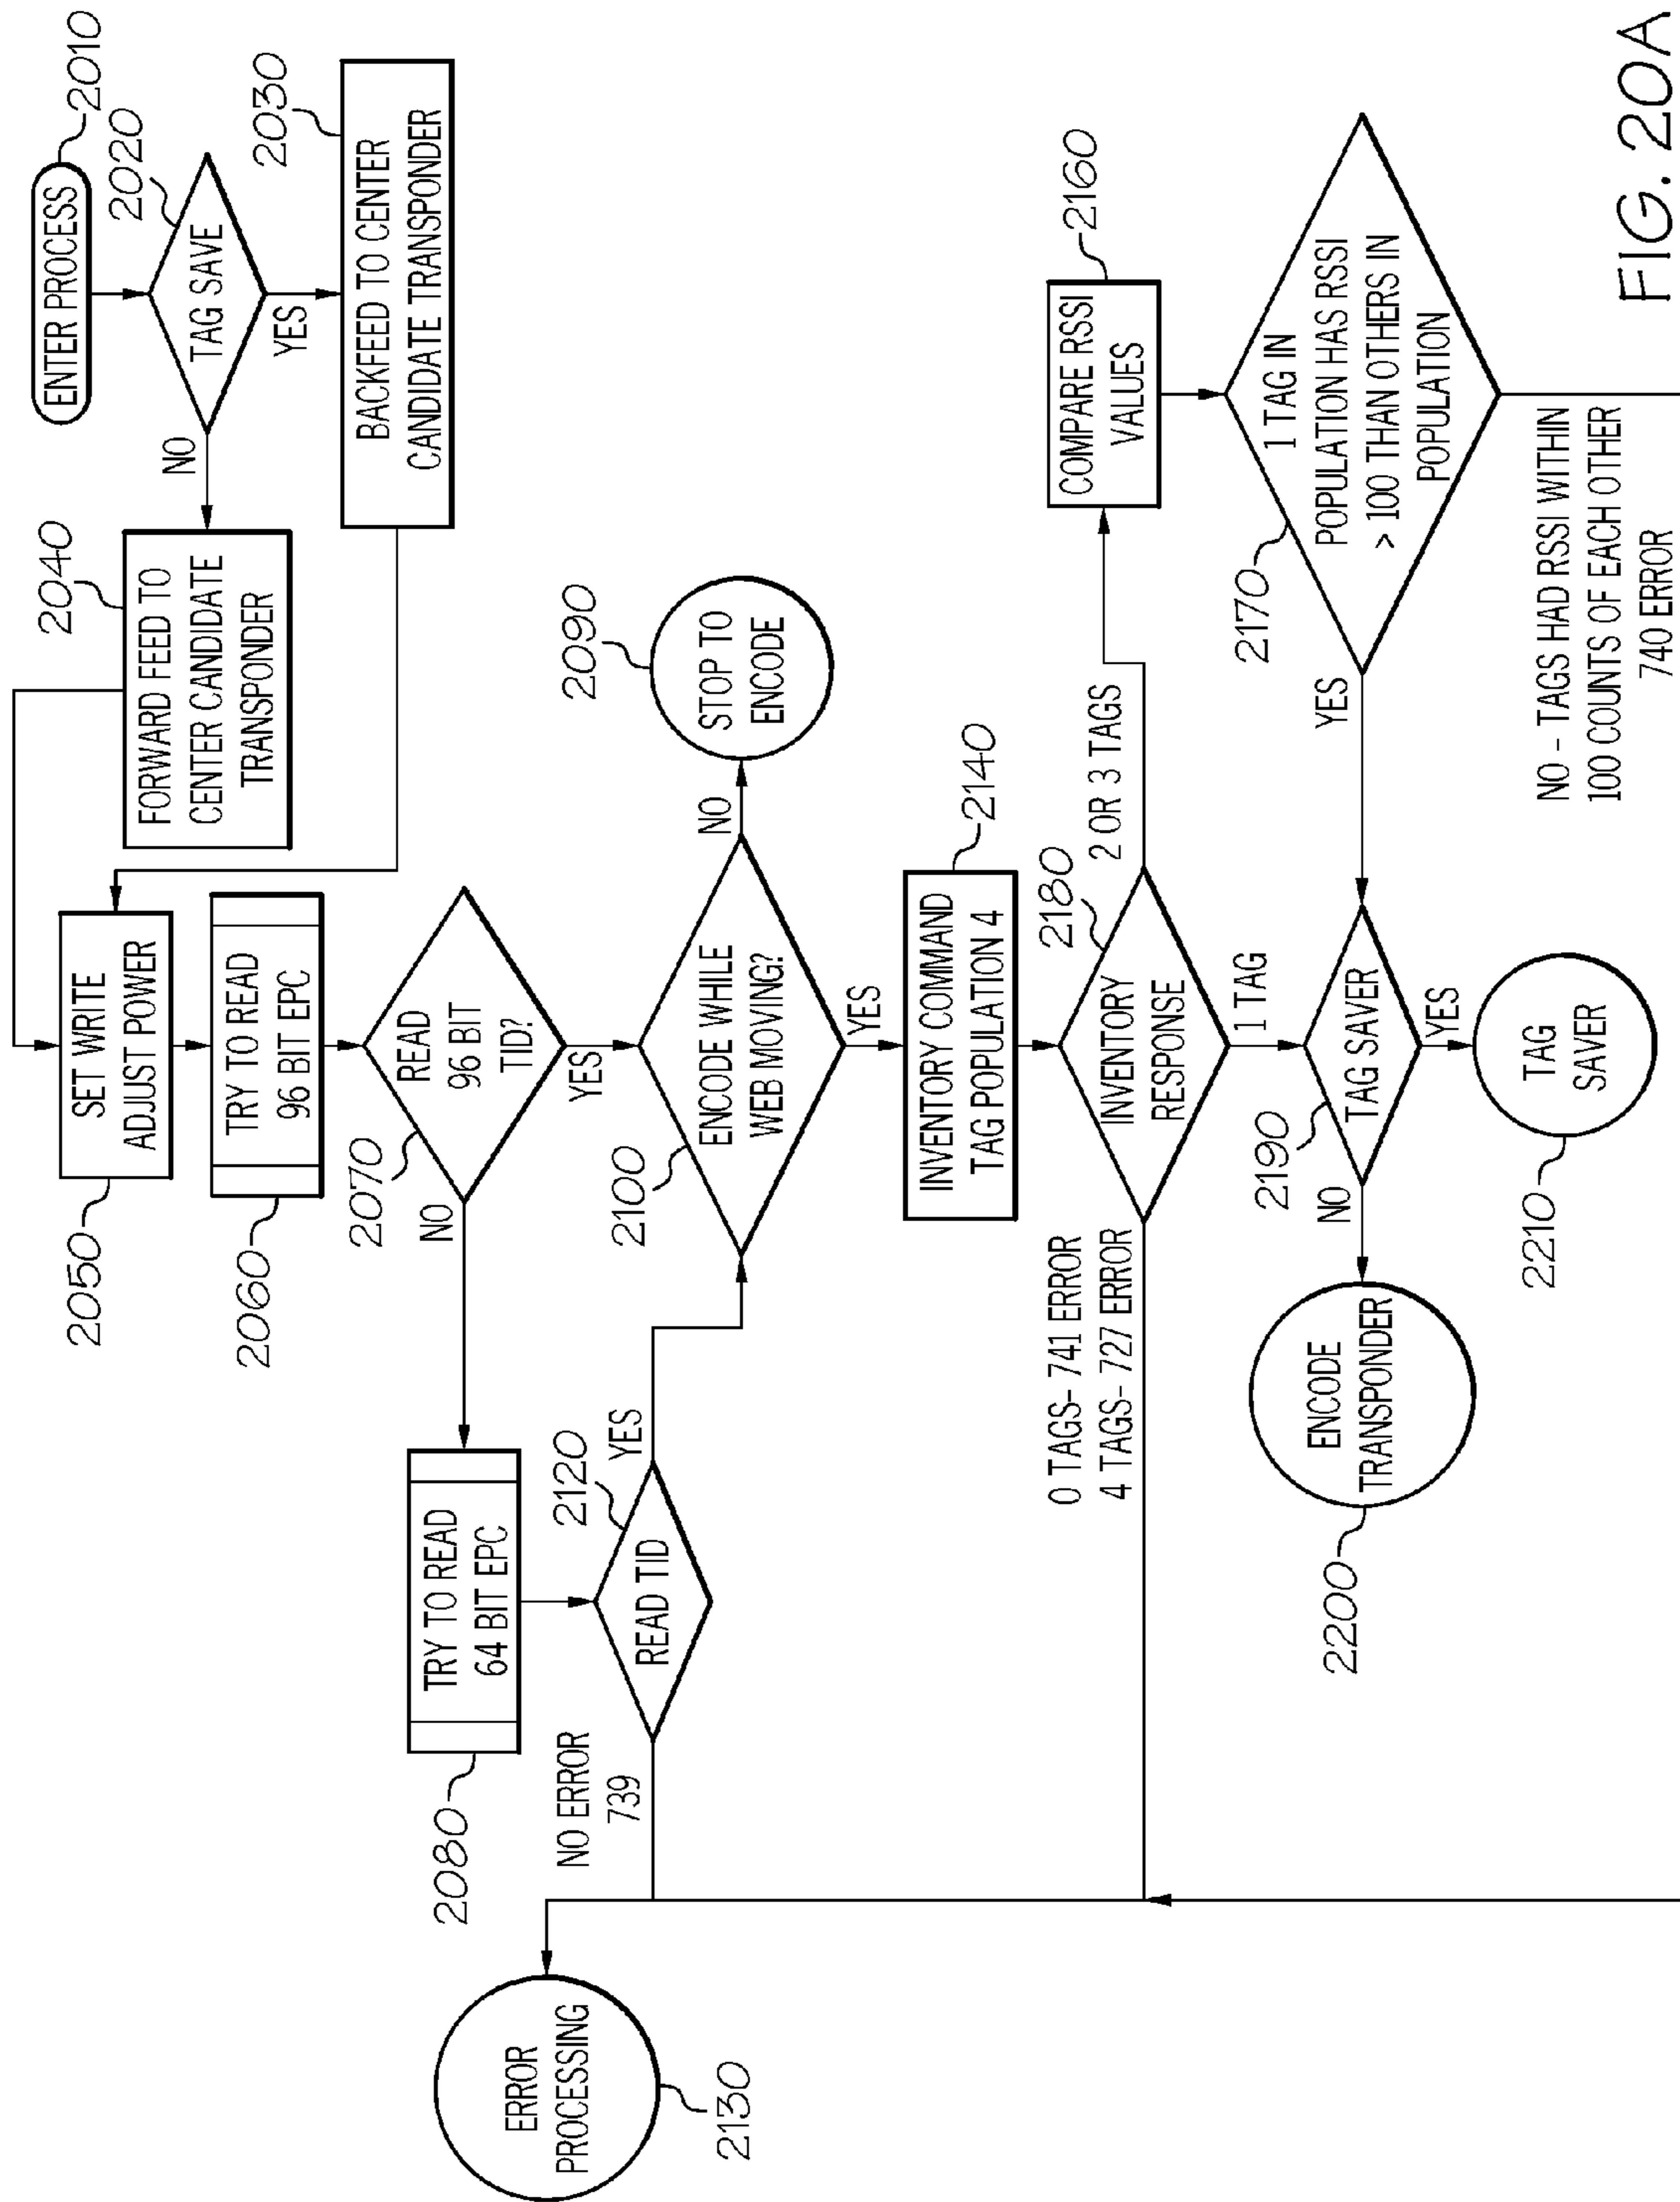 ENTER PROCESS
2010
TAG SAVE
2020
NO
YES
BACKFEED TO CENTER
CANDIDATE TRANSPONDER
2030
FORWARD FEED TO
CENTER CANDIDATE
TRANSPONDER
2040
SET WRITE
ADJUST POWER
2050
TRY TO READ
96 BIT EPC
2060
READ
96 BIT
TID?
2070
NO
YES
TRY TO READ
64 BIT EPC
2080
READ TID
2120
YES
NO ERROR
739
ERROR
PROCESSING
2130
ENCODE WHILE
WEB MOVING?
2100
NO
STOP TO
ENCODE
2090
YES
INVENTORY COMMAND
TAG POPULATION 4
2140
INVENTORY
RESPONSE
2180
0 TAGS- 741 ERROR
4 TAGS- 727 ERROR
2 OR 3 TAGS
1 TAG
COMPARE RSSI
VALUES
2160
1 TAG IN
POPULATION HAS RSSI
> 100 THAN OTHERS IN
POPULATION
2170
YES
NO - TAGS HAD RSSI WITHIN
100 COUNTS OF EACH OTHER
740 ERROR
TAG SAVER
2190
NO
YES
ENCODE
TRANSPONDER
2200
TAG
SAVER
2210
FIG. 20A